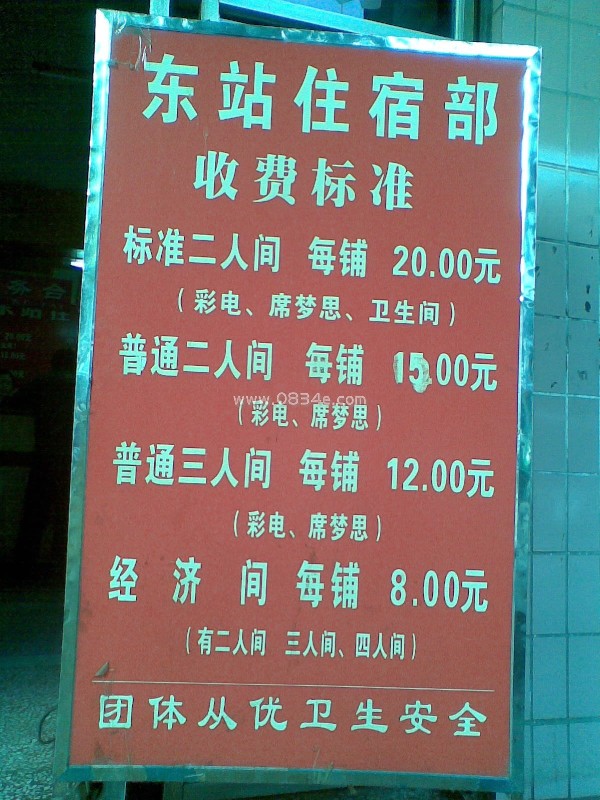 东站住宿部
收费标准
标准二人间 每铺 20.00元
(彩电、席梦思、卫生间)
普通二人间 每铺 15.00元
www.0834e.com
(彩电、席梦思)
普通三人间 每铺 12.00元
(彩电、席梦思)
经济间 每铺 8.00元
(有二人间 三人间、四人间)
团体从优卫生安全
务会